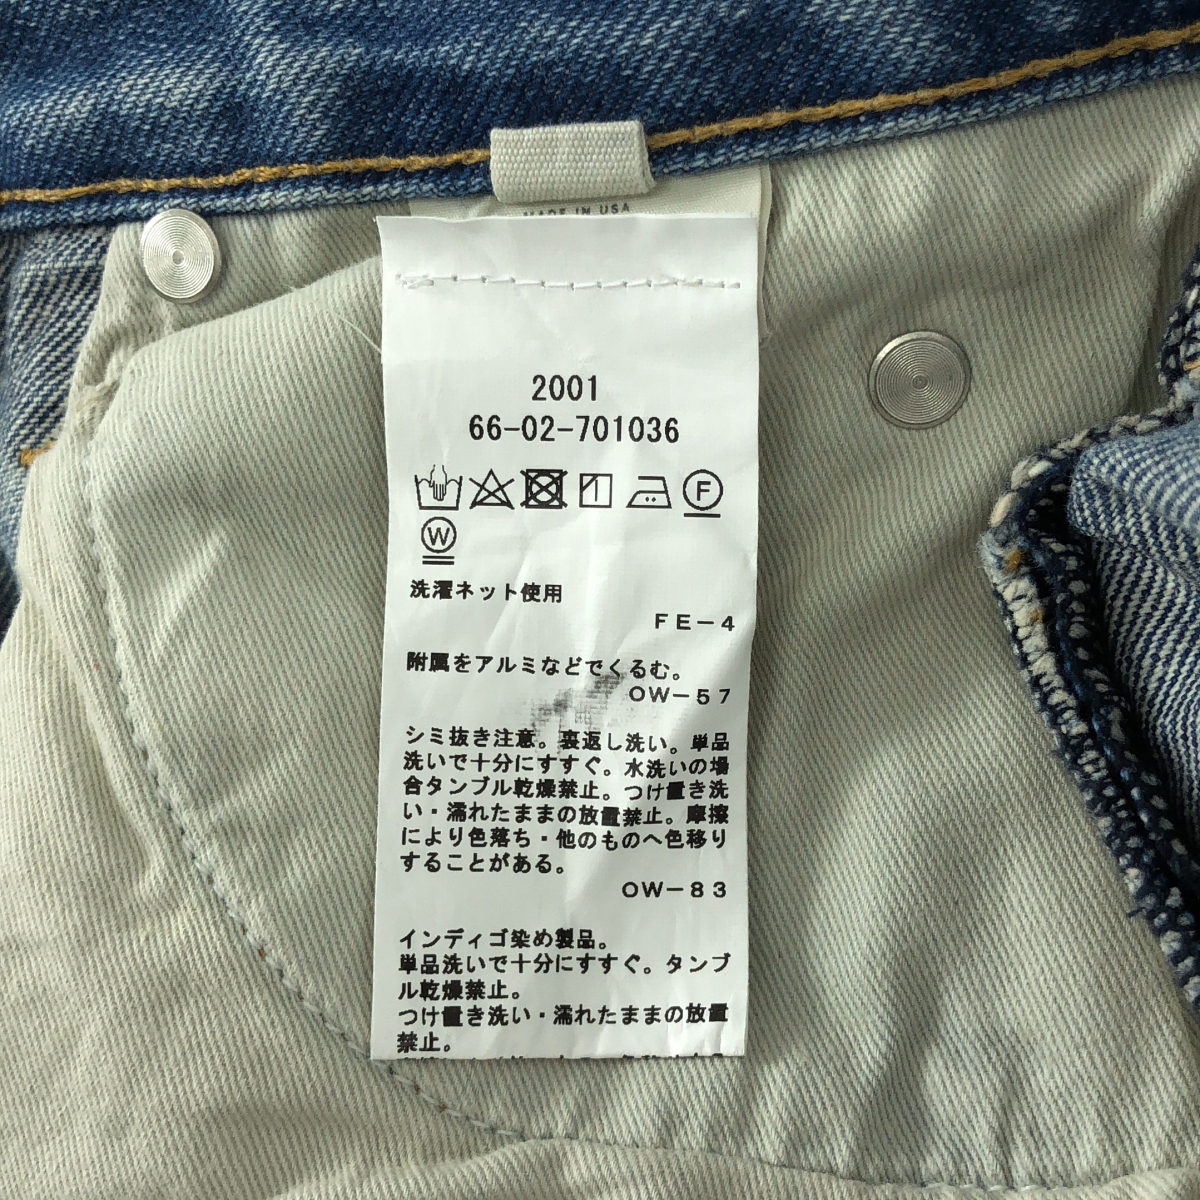 MADE IN USA
2001
66-02-701036
F
W
洗濯ネット使用
FE-4
附属をアルミなどでくるむ。
OW-57
シミ抜き注意。裏返し洗い。単品
洗いで十分にすすぐ。水洗いの場
合タンブル乾燥禁止。つけ置き洗
い・濡れたままの放置禁止。摩擦
により色落ち・他のものへ色移り
することがある。
OW-83
インディゴ染め製品。
単品洗いで十分にすすぐ。タンブ
ル乾燥禁止。
つけ置き洗い・濡れたままの放置
禁止。